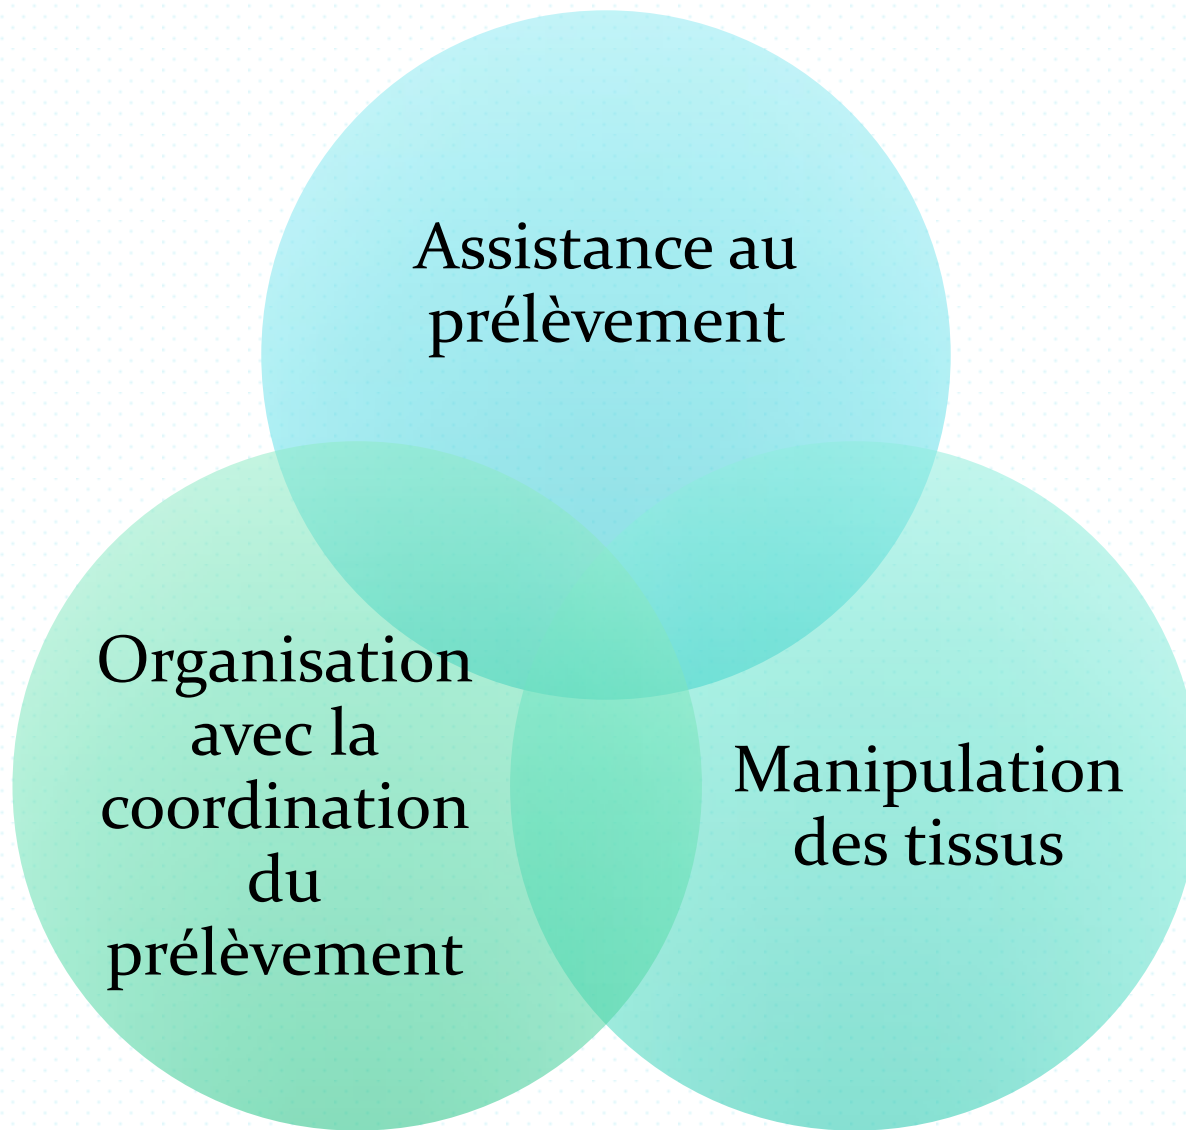 Assistance au
prélèvement
Organisation
avec la
coordination
du
prélèvement
Manipulation
des tissus